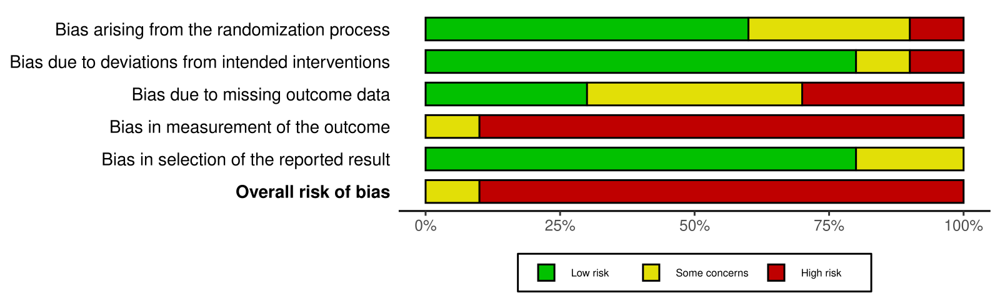 Bias arising from the randomization process
Bias due to deviations from intended interventions
Bias due to missing outcome data
Bias in measurement of the outcome
Bias in selection of the reported result
Overall risk of bias
0% 25% 50% 75% 100%
Low risk Some concerns High risk